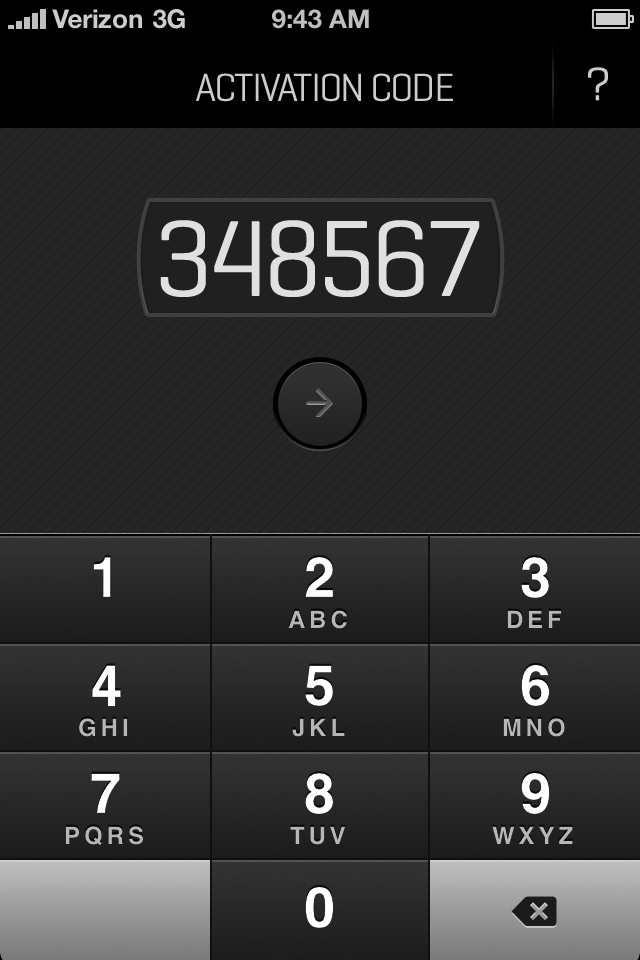 Verizon 3G 9:43 AM
ACTIVATION CODE ?
348567
1 2 3
ABC DEF
4 5 6
GHI JKL MNO
7 8 9
PQRS TUV WXYZ
0